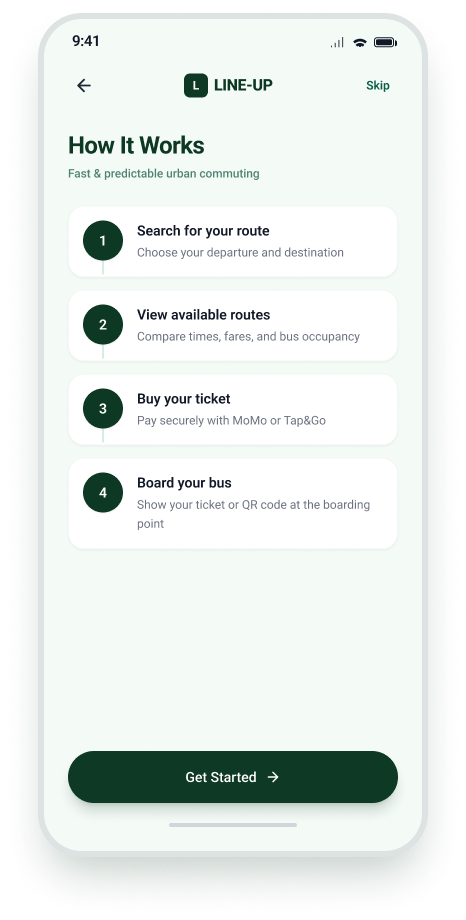 9:41
L LINE-UP
Skip
How It Works
Fast & predictable urban commuting
1
Search for your route
Choose your departure and destination
2
View available routes
Compare times, fares, and bus occupancy
3
Buy your ticket
Pay securely with MoMo or Tap&Go
4
Board your bus
Show your ticket or QR code at the boarding
point
Get Started